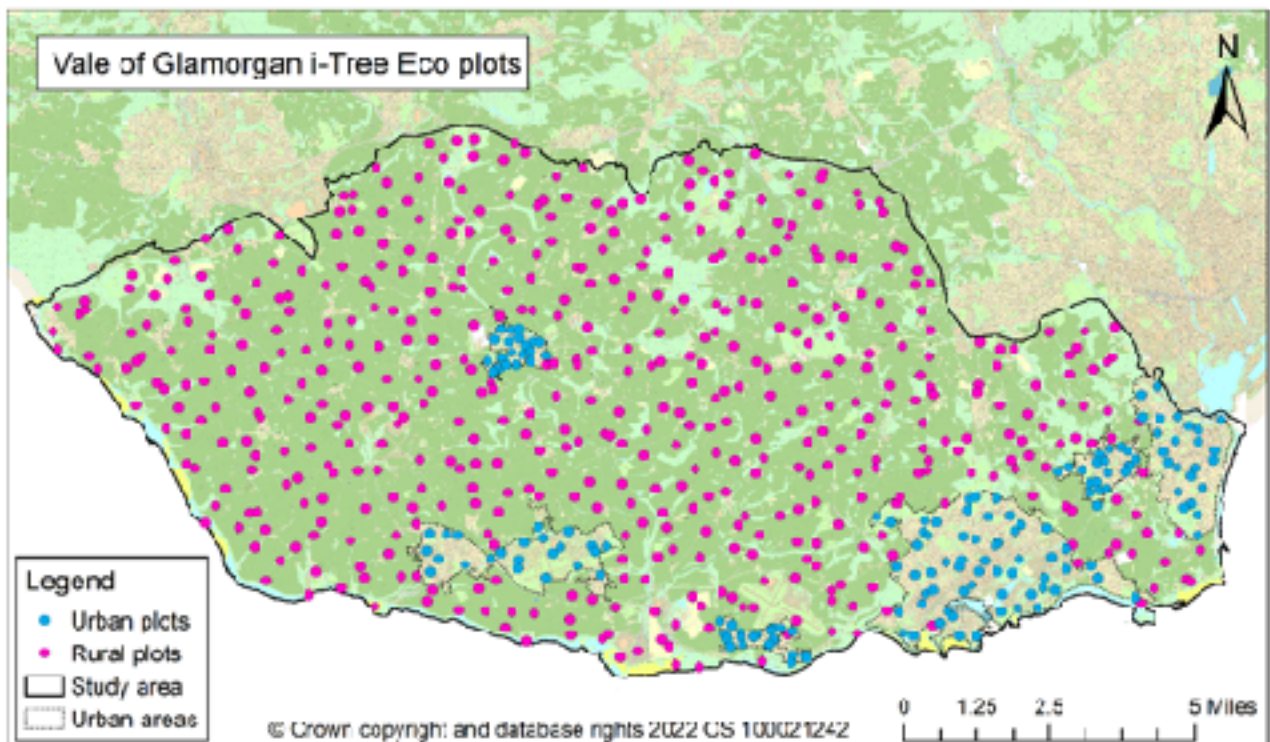 Vale of Glamorgan i-Tree Eco plots
N
Legend
Urban plots
Rural plots
Study area
Urban areas
© Crown copyright and database rights 2022 OS 100021242
0 1.25 2.5 5 Miles